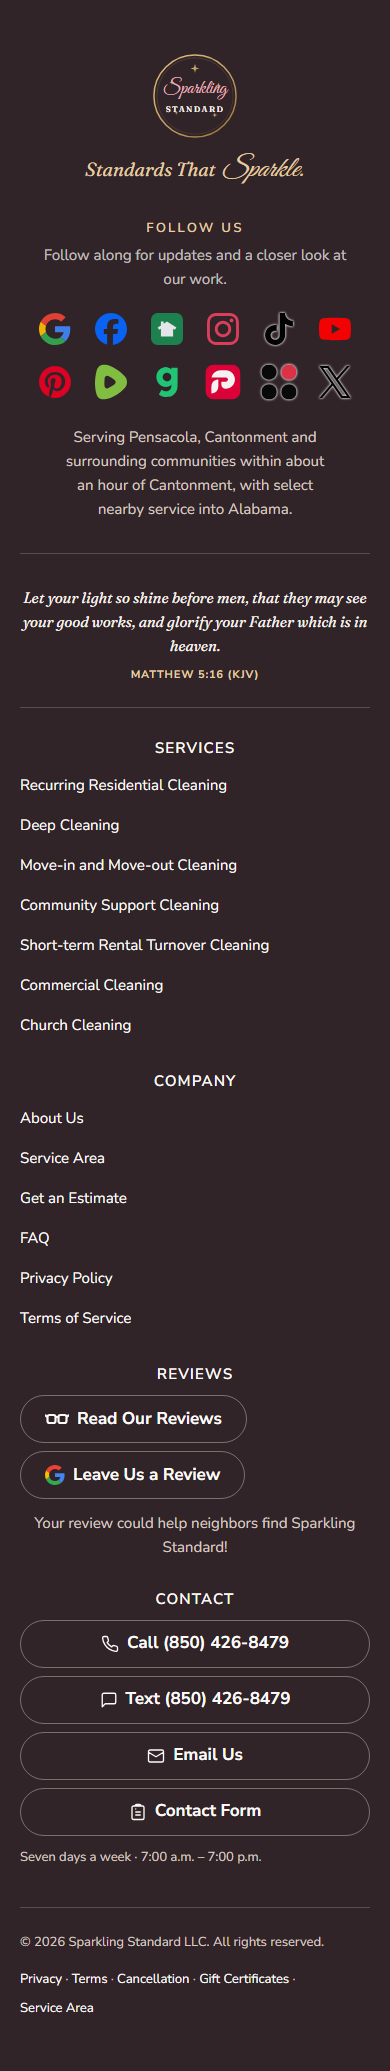 Sparkling
STANDARD
Standards That Sparkle.
FOLLOW US
Follow along for updates and a closer look at
our work.
Serving Pensacola, Cantonment and
surrounding communities within about
an hour of Cantonment, with select
nearby service into Alabama.
Let your light so shine before men, that they may see
your good works, and glorify your Father which is in
heaven.
MATTHEW 5:16 (KJV)
SERVICES
Recurring Residential Cleaning
Deep Cleaning
Move-in and Move-out Cleaning
Community Support Cleaning
Short-term Rental Turnover Cleaning
Commercial Cleaning
Church Cleaning
COMPANY
About Us
Service Area
Get an Estimate
FAQ
Privacy Policy
Terms of Service
REVIEWS
Read Our Reviews
Leave Us a Review
Your review could help neighbors find Sparkling
Standard!
CONTACT
Call (850) 426-8479
Text (850) 426-8479
Email Us
Contact Form
Seven days a week · 7:00 a.m. – 7:00 p.m.
© 2026 Sparkling Standard LLC. All rights reserved.
Privacy · Terms · Cancellation · Gift Certificates ·
Service Area